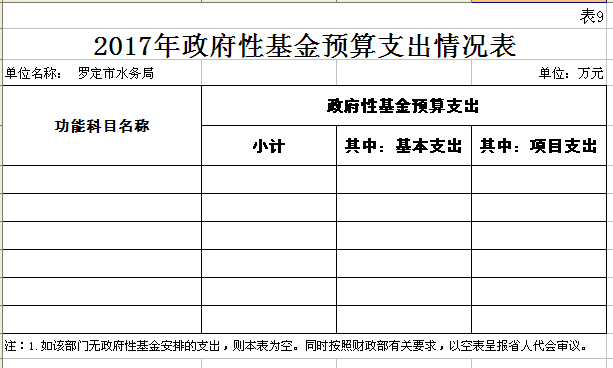 表9
2017年政府性基金预算支出情况表
单位名称： 罗定市水务局 单位：万元
功能科目名称 政府性基金预算支出
小计 其中：基本支出 其中：项目支出
注：1.如该部门无政府性基金安排的支出，则本表为空。同时按照财政部有关要求，以空表呈报省人代会审议。